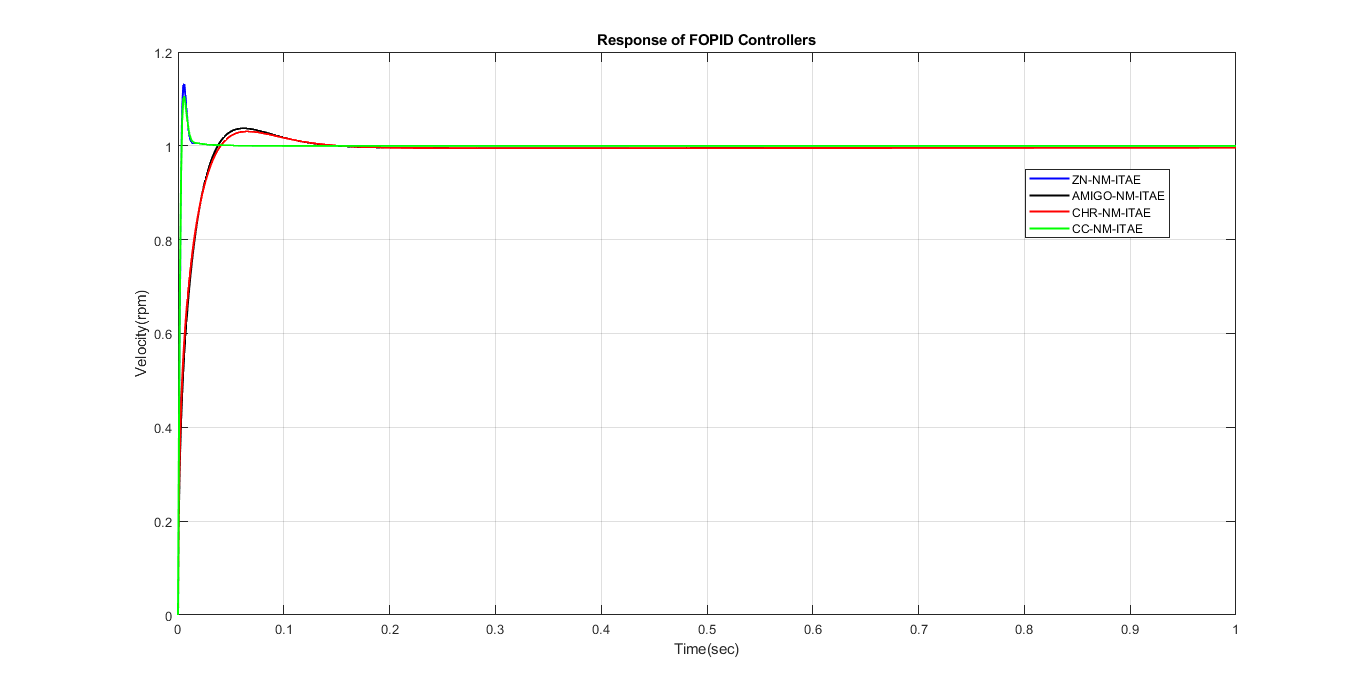 Response of FOPID Controllers
1.2
1
0.8
0.6
0.4
0.2
0
Velocity(rpm)
ZN-NM-ITAE
AMIGO-NM-ITAE
CHR-NM-ITAE
CC-NM-ITAE
0 0.1 0.2 0.3 0.4 0.5 0.6 0.7 0.8 0.9 1
Time(sec)